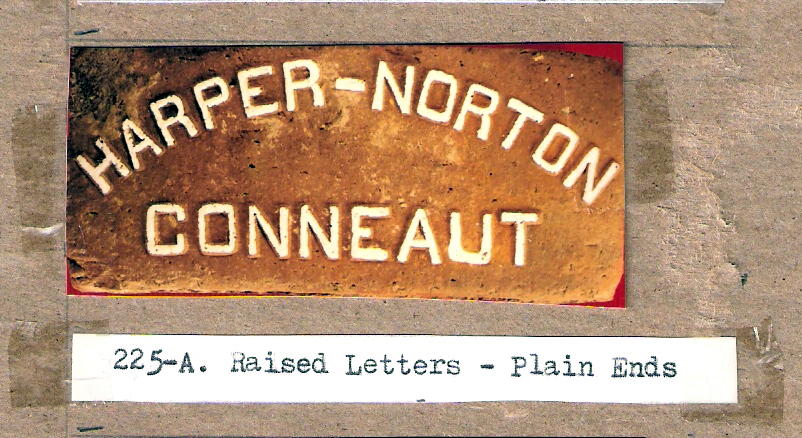 HARPER-NORTON
CONNEAUT
225-A. Raised Letters - Plain Ends